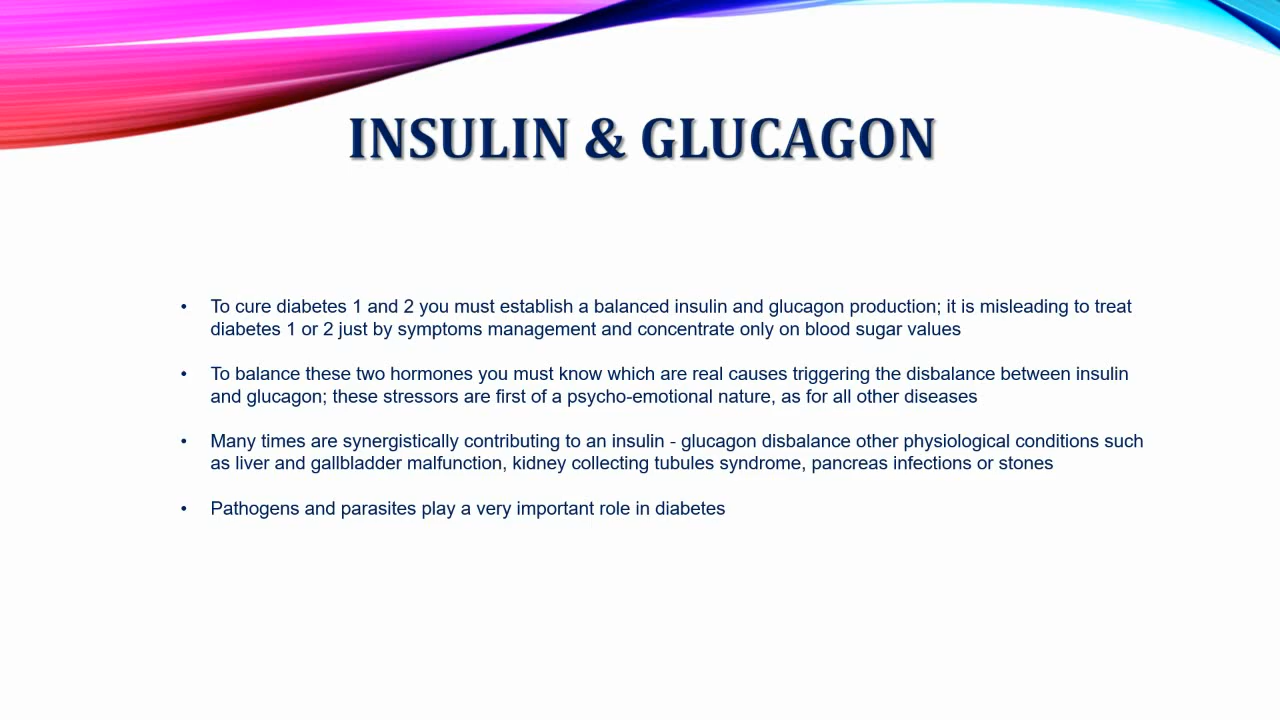 INSULIN & GLUCAGON
• To cure diabetes 1 and 2 you must establish a balanced insulin and glucagon production; it is misleading to treat
diabetes 1 or 2 just by symptoms management and concentrate only on blood sugar values
• To balance these two hormones you must know which are real causes triggering the disbalance between insulin
and glucagon; these stressors are first of a psycho-emotional nature, as for all other diseases
• Many times are synergistically contributing to an insulin - glucagon disbalance other physiological conditions such
as liver and gallbladder malfunction, kidney collecting tubules syndrome, pancreas infections or stones
• Pathogens and parasites play a very important role in diabetes